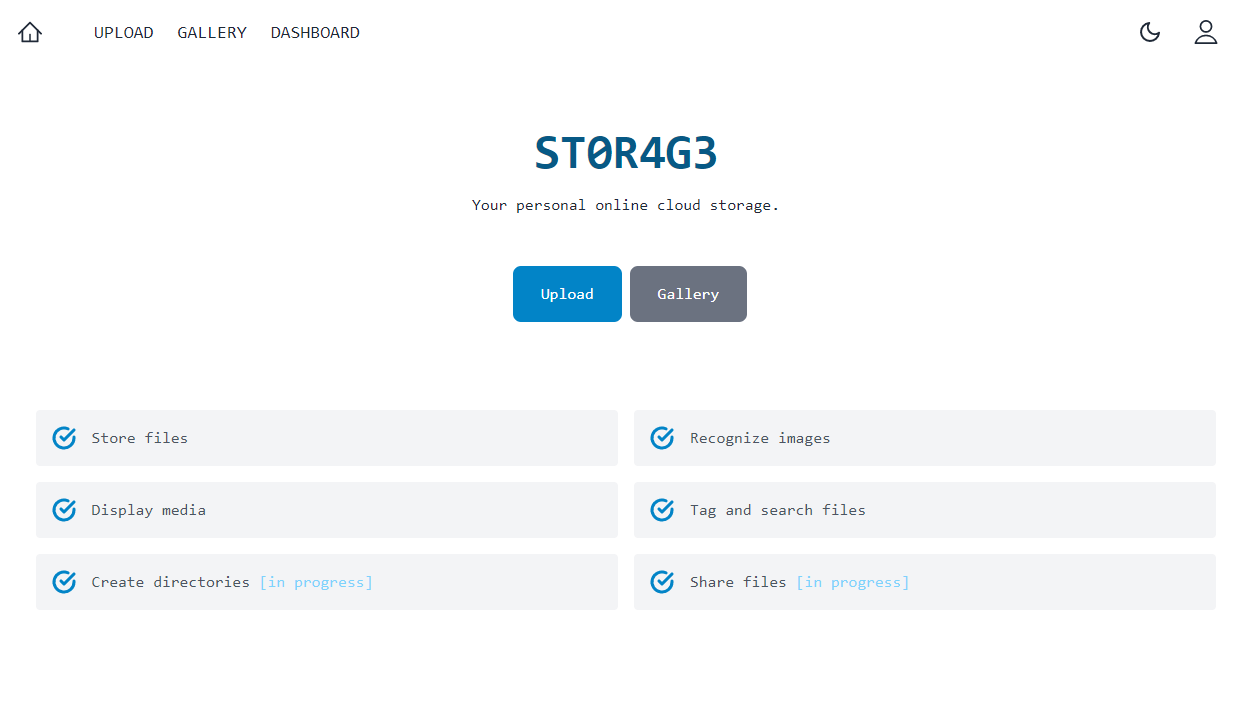 UPLOAD GALLERY DASHBOARD
ST0R4G3
Your personal online cloud storage.
Upload Gallery
Store files
Recognize images
Display media
Tag and search files
Create directories [in progress]
Share files [in progress]